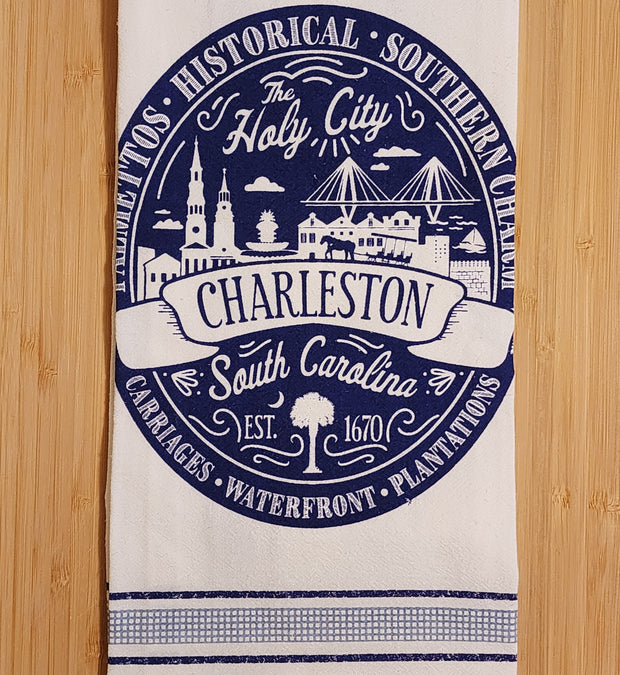 PALMETTOS · HISTORICAL · SOUTHERN CHARM
The
Holy City
CHARLESTON
South Carolina
EST. 1670
CARRIAGES · WATERFRONT · PLANTATIONS